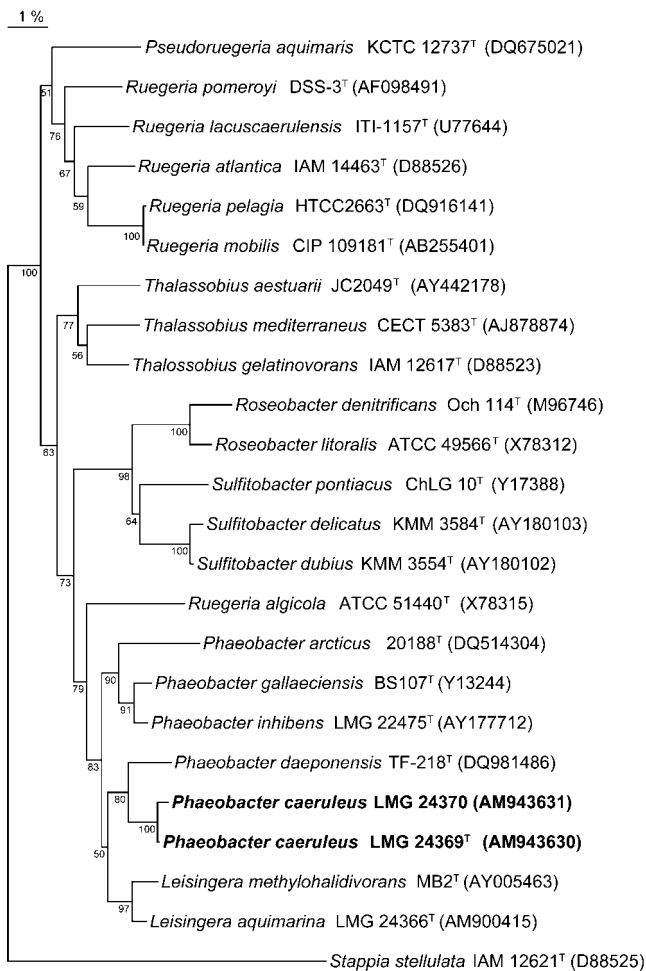 1 %
Pseudoruegeria aquimaris KCTC 12737ᵀ (DQ675021)
51
Ruegeria pomeroyi DSS-3ᵀ (AF098491)
76
Ruegeria lacuscaerulensis ITI-1157ᵀ (U77644)
67
Ruegeria atlantica IAM 14463ᵀ (D88526)
59
Ruegeria pelagia HTCC2663ᵀ (DQ916141)
100
Ruegeria mobilis CIP 109181ᵀ (AB255401)
100
Thalassobius aestuarii JC2049ᵀ (AY442178)
77
Thalassobius mediterraneus CECT 5383ᵀ (AJ878874)
56
Thalossobius gelatinovorans IAM 12617ᵀ (D88523)
Roseobacter denitrificans Och 114ᵀ (M96746)
100
Roseobacter litoralis ATCC 49566ᵀ (X78312)
63
98
Sulfitobacter pontiacus ChLG 10ᵀ (Y17388)
64
Sulfitobacter delicatus KMM 3584ᵀ (AY180103)
100
Sulfitobacter dubius KMM 3554ᵀ (AY180102)
73
Ruegeria algicola ATCC 51440ᵀ (X78315)
Phaeobacter arcticus 20188ᵀ (DQ514304)
90
79
Phaeobacter gallaeciensis BS107ᵀ (Y13244)
91
Phaeobacter inhibens LMG 22475ᵀ (AY177712)
83
Phaeobacter daeponensis TF-218ᵀ (DQ981486)
80
Phaeobacter caeruleus LMG 24370 (AM943631)
100
Phaeobacter caeruleus LMG 24369ᵀ (AM943630)
50
Leisingera methylohalidivorans MB2ᵀ (AY005463)
97
Leisingera aquimarina LMG 24366ᵀ (AM900415)
Stappia stellulata IAM 12621ᵀ (D88525)